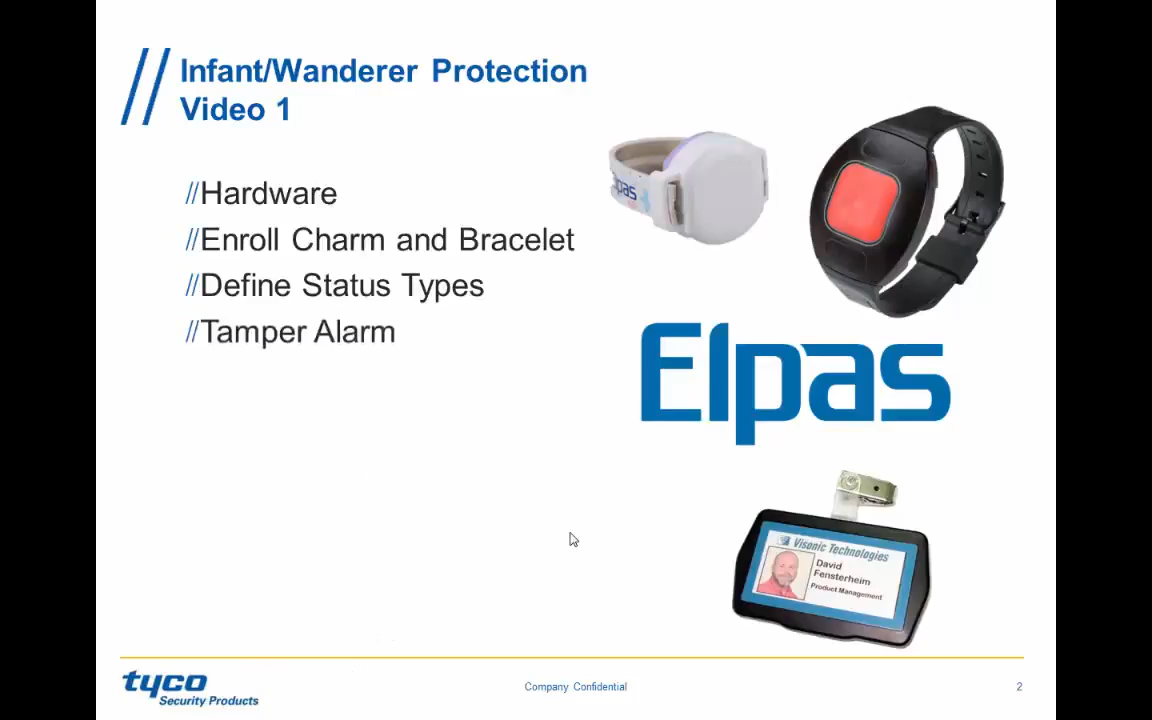 Infant/Wanderer Protection
Video 1
//Hardware
//Enroll Charm and Bracelet
//Define Status Types
//Tamper Alarm
Elpas
Elpas
Visonic Technologies
David
Fensterheim
Product Management
tyco
Security Products
Company Confidential
2